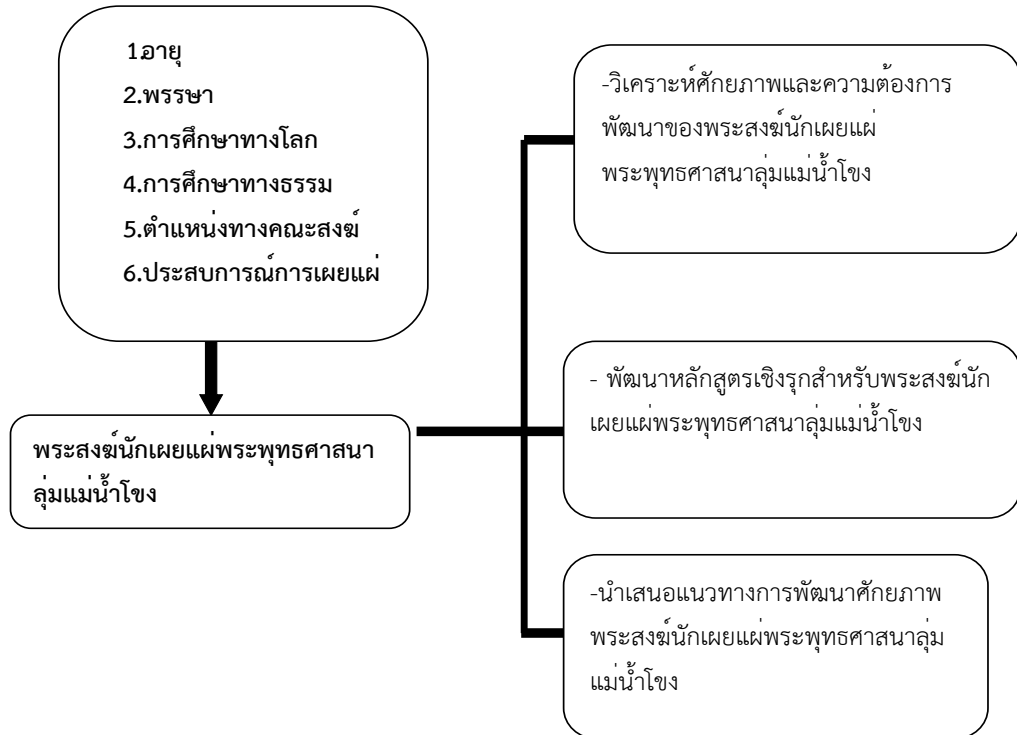 1.อายุ
2.พรรษา
3.การศึกษาทางโลก
4.การศึกษาทางธรรม
5.ตำแหน่งทางคณะสงฆ์
6.ประสบการณ์การเผยแผ่
พระสงฆ์นักเผยแผ่พระพุทธศาสนา
ลุ่มแม่น้ำโขง
-วิเคราะห์ศักยภาพและความต้องการ
พัฒนาของพระสงฆ์นักเผยแผ่
พระพุทธศาสนาลุ่มแม่น้ำโขง
- พัฒนาหลักสูตรเชิงรุกสำหรับพระสงฆ์นัก
เผยแผ่พระพุทธศาสนาลุ่มแม่น้ำโขง
-นำเสนอแนวทางการพัฒนาศักยภาพ
พระสงฆ์นักเผยแผ่พระพุทธศาสนาลุ่ม
แม่น้ำโขง